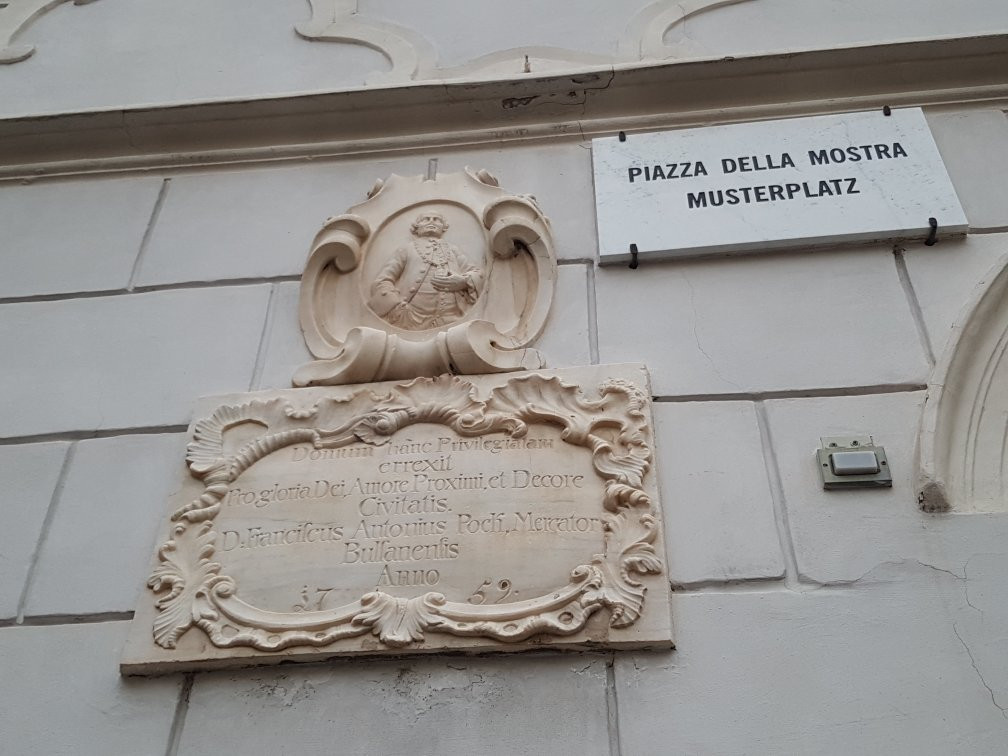 PIAZZA DELLA MOSTRA
MUSTERPLATZ
Domum hanc Privilegiatam
errexit
Pro gloria Dei, Amore Proximi, et Decore
Civitatis.
D. Franciscus Antonius Pock, Mercator
Bulsanensis
Anno
17 59.